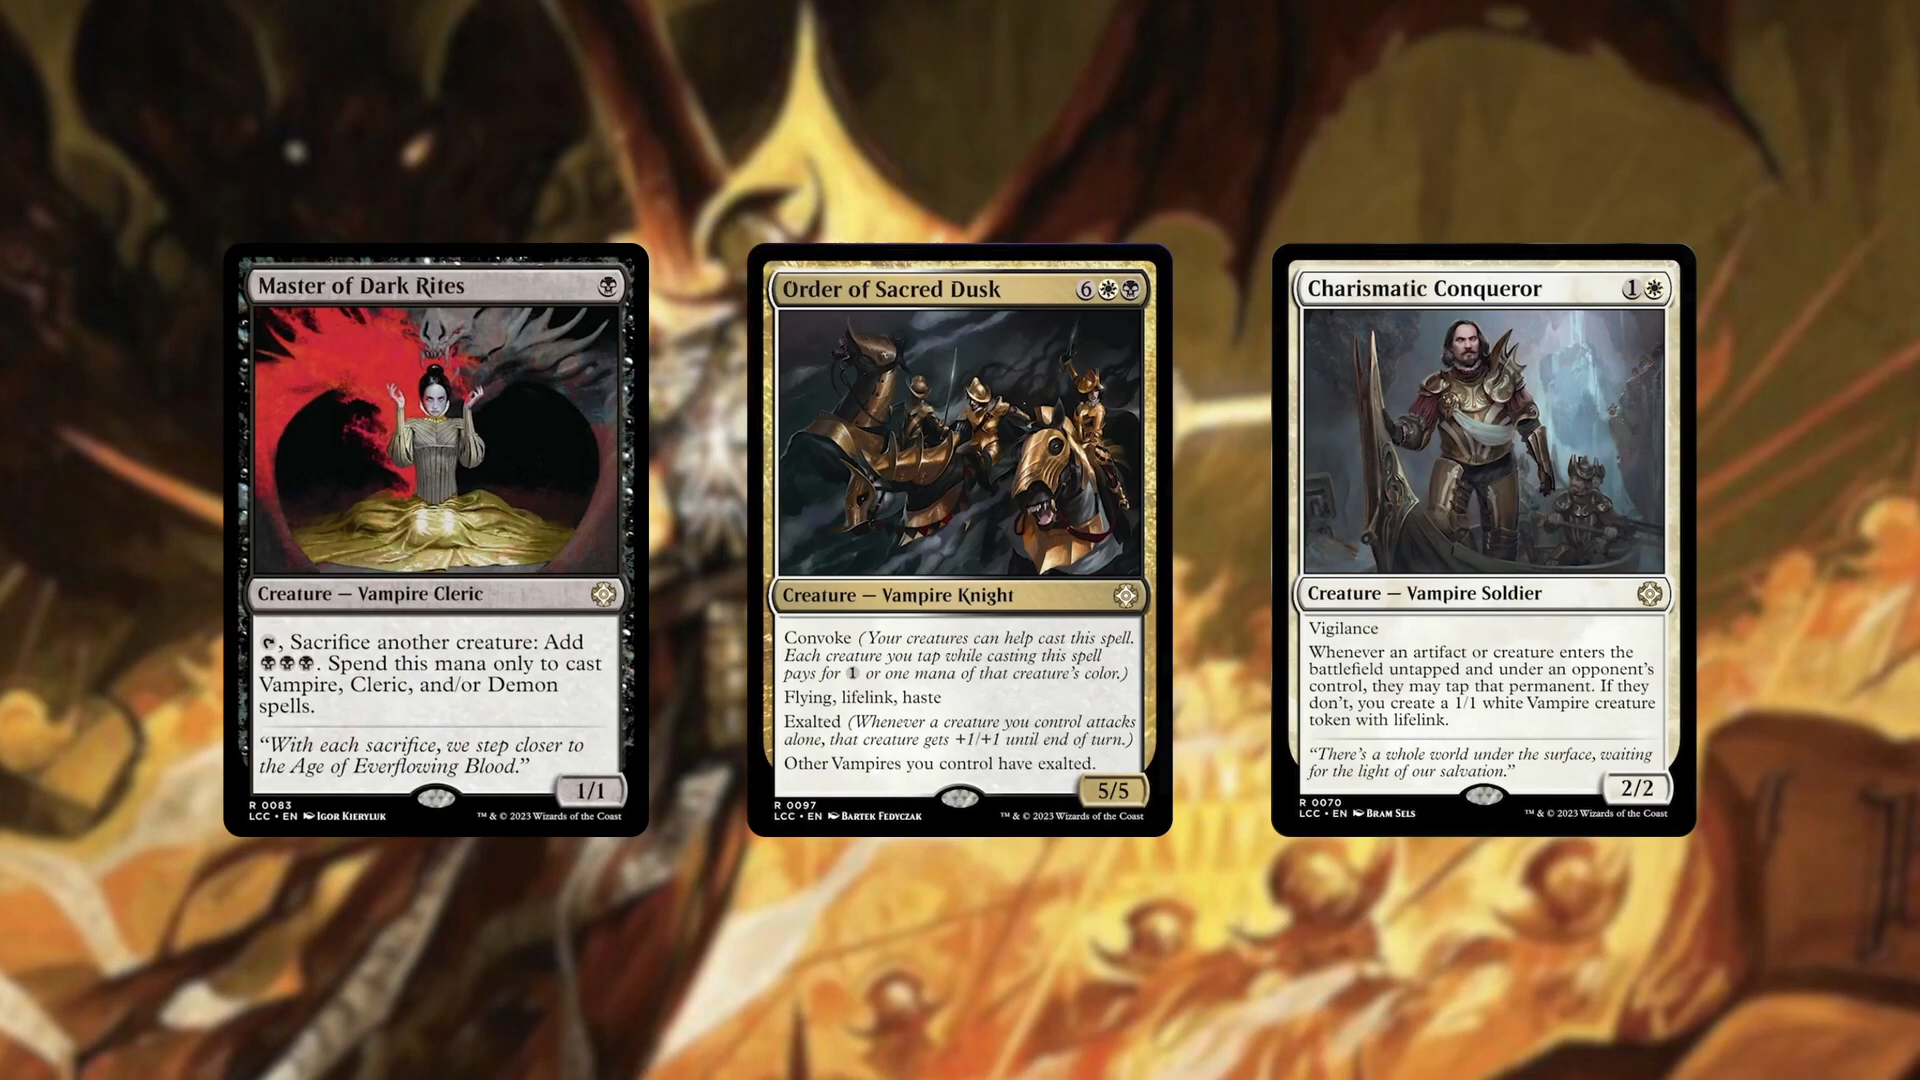 Master of Dark Rites
Creature — Vampire Cleric
, Sacrifice another creature: Add
. Spend this mana only to cast
Vampire, Cleric, and/or Demon
spells.
“With each sacrifice, we step closer to
the Age of Everflowing Blood.”
1/1
R 0083
LCC • EN Igor Kieryluk
™ & © 2023 Wizards of the Coast
Order of Sacred Dusk 6
Creature — Vampire Knight
Convoke (Your creatures can help cast this spell.
Each creature you tap while casting this spell
pays for 1 or one mana of that creature’s color.)
Flying, lifelink, haste
Exalted (Whenever a creature you control attacks
alone, that creature gets +1/+1 until end of turn.)
Other Vampires you control have exalted.
5/5
R 0097
LCC • EN Bartek Fedyczak
™ & © 2023 Wizards of the Coast
Charismatic Conqueror 1
Creature — Vampire Soldier
Vigilance
Whenever an artifact or creature enters the
battlefield untapped and under an opponent’s
control, they may tap that permanent. If they
don’t, you create a 1/1 white Vampire creature
token with lifelink.
“There’s a whole world under the surface, waiting
for the light of our salvation.”
2/2
R 0070
LCC • EN Bram Sels
™ & © 2023 Wizards of the Coast